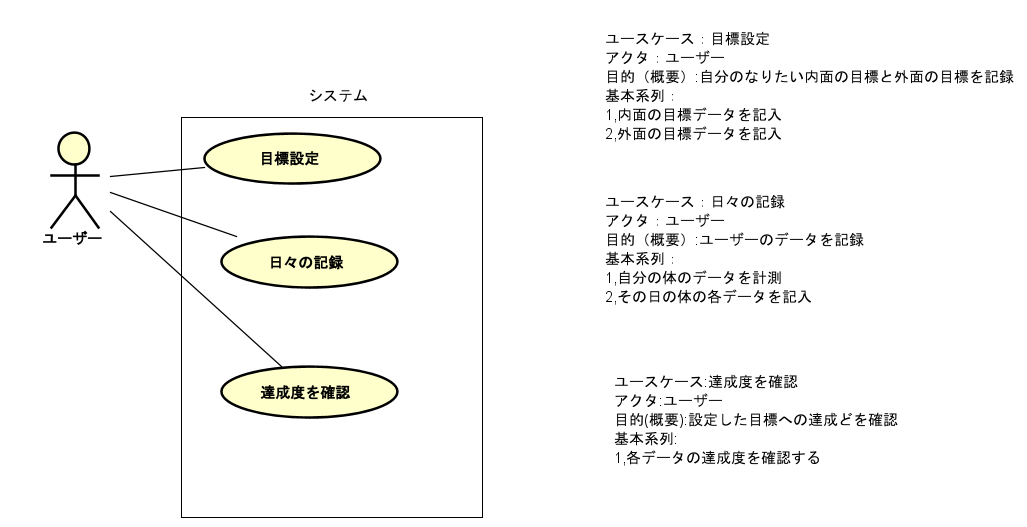 システム
ユーザー
目標設定
日々の記録
達成度を確認
ユースケース：目標設定
アクタ：ユーザー
目的（概要）:自分のなりたい内面の目標と外面の目標を記録
基本系列：
1,内面の目標データを記入
2,外面の目標データを記入
ユースケース：日々の記録
アクタ：ユーザー
目的（概要）:ユーザーのデータを記録
基本系列：
1,自分の体のデータを計測
2,その日の体の各データを記入
ユースケース:達成度を確認
アクタ:ユーザー
目的(概要):設定した目標への達成どを確認
基本系列:
1,各データの達成度を確認する